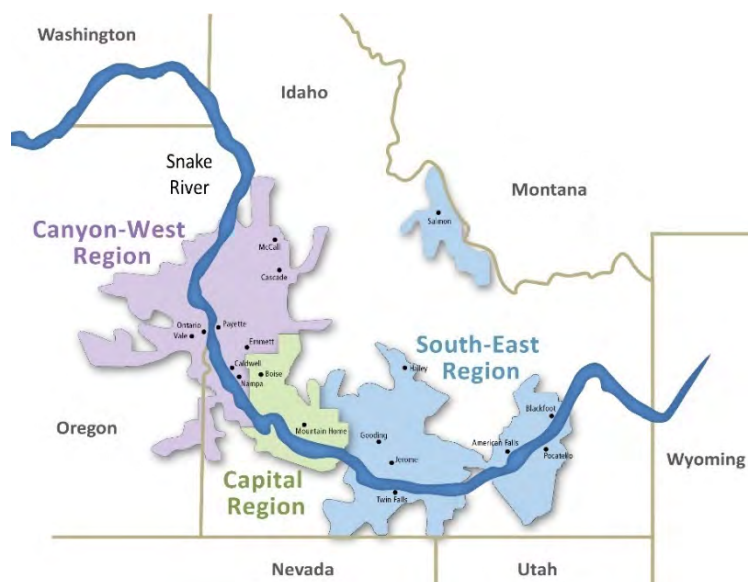 Washington
Idaho
Snake
River
Montana
Salmon
Canyon-West
Region
McCall
Cascade
Ontario
Payette
Vale
Emmett
South-East
Region
Caldwell
Boise
Hailey
Nampa
Blackfoot
Oregon
Mountain Home
Gooding
American Falls
Pocatello
Wyoming
Jerome
Capital
Region
Twin Falls
Nevada
Utah